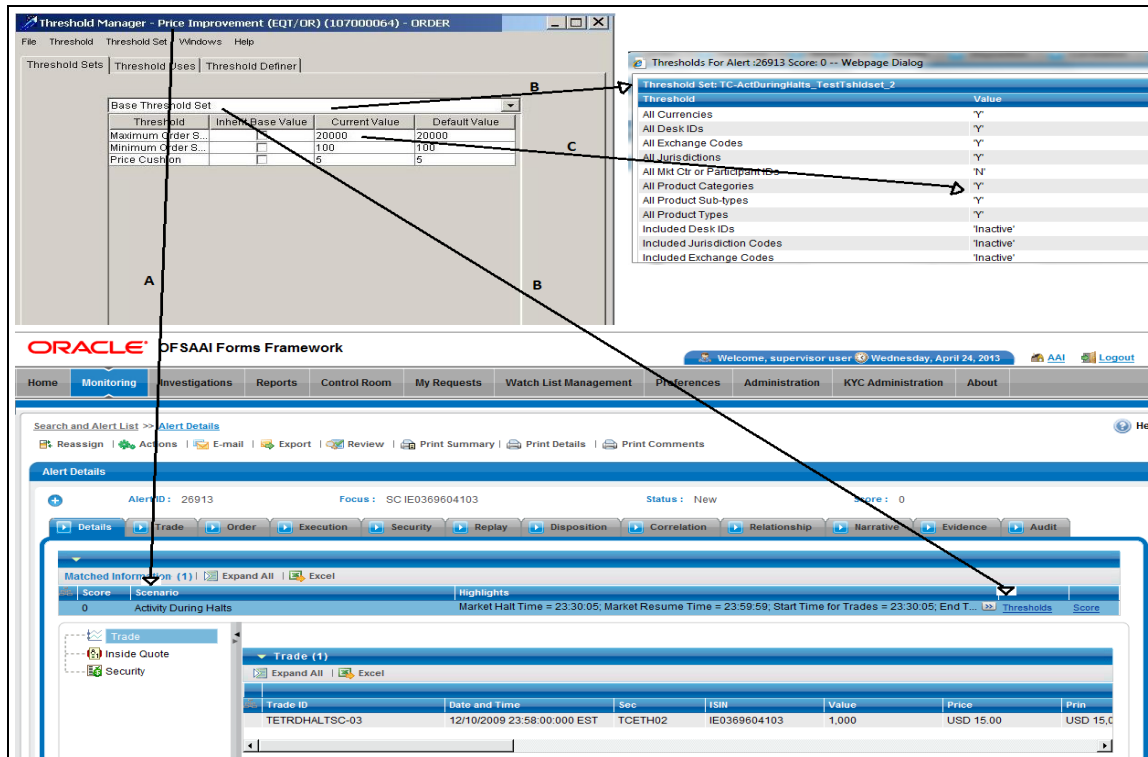 Threshold Manager - Price Improvement (EQT/OR) (107000064) - ORDER
File Threshold Threshold Set Windows Help
Threshold Sets Threshold Uses Threshold Definer
Base Threshold Set
Threshold Inherit Base Value Current Value Default Value
Maximum Order S... 20000 20000
Minimum Order S... 100 100
Price Cushion 5 5
A
B
B
C
Thresholds For Alert :26913 Score: 0 -- Webpage Dialog
Threshold Set: TC-ActDuringHalts_TestTshldset_2
Threshold Value
All Currencies 'Y'
All Desk IDs 'Y'
All Exchange Codes 'Y'
All Jurisdictions 'Y'
All Mkt Ctr or Participant IDs 'N'
All Product Categories 'Y'
All Product Sub-types 'Y'
All Product Types 'Y'
Included Desk IDs 'Inactive'
Included Jurisdiction Codes 'Inactive'
Included Exchange Codes 'Inactive'
ORACLE OFSAAI Forms Framework
Welcome, supervisor user Wednesday, April 24, 2013 AAI Logout
Home Monitoring Investigations Reports Control Room My Requests Watch List Management Preferences Administration KYC Administration About
Search and Alert List >> Alert Details He
Reassign | Actions | E-mail | Export | Review | Print Summary | Print Details | Print Comments
Alert Details
Alert ID : 26913 Focus : SC IE0369604103 Status : New Score : 0
Details Trade Order Execution Security Replay Disposition Correlation Relationship Narrative Evidence Audit
Matched Information (1) | Expand All | Excel
Score Scenario Highlights
0 Activity During Halts Market Halt Time = 23:30:05; Market Resume Time = 23:59:59; Start Time for Trades = 23:30:05; End T... >> Thresholds Score
Trade
Inside Quote
Security
Trade (1)
Expand All | Excel
Trade ID Date and Time Sec ISIN Value Price Prin
TETRDHALTSC-03 12/10/2009 23:58:00:000 EST TCETH02 IE0369604103 1,000 USD 15.00 USD 15,0